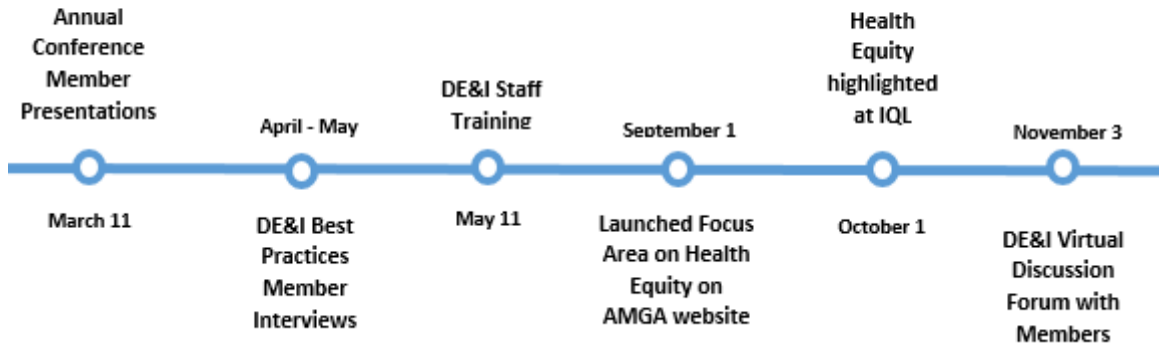 Annual
Conference
Member
Presentations
March 11
April - May
DE&I Best
Practices
Member
Interviews
DE&I Staff
Training
May 11
September 1
Launched Focus
Area on Health
Equity on
AMGA website
Health
Equity
highlighted
at IQL
October 1
November 3
DE&I Virtual
Discussion
Forum with
Members